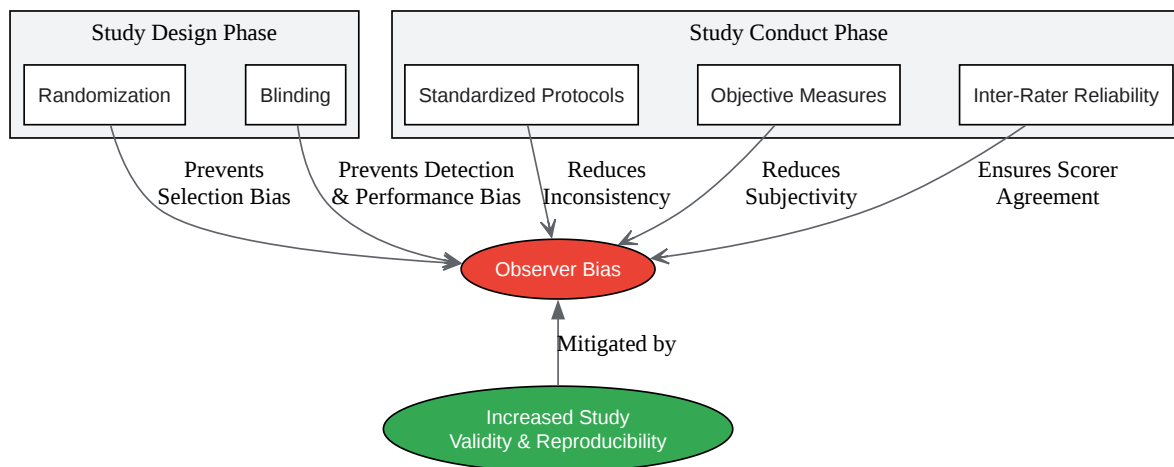 Study Design Phase
Study Conduct Phase
Randomization
Blinding
Standardized Protocols
Objective Measures
Inter-Rater Reliability
Prevents
Selection Bias
Prevents Detection
& Performance Bias
Reduces
Inconsistency
Reduces
Subjectivity
Ensures Scorer
Agreement
Observer Bias
Mitigated by
Increased Study
Validity & Reproducibility